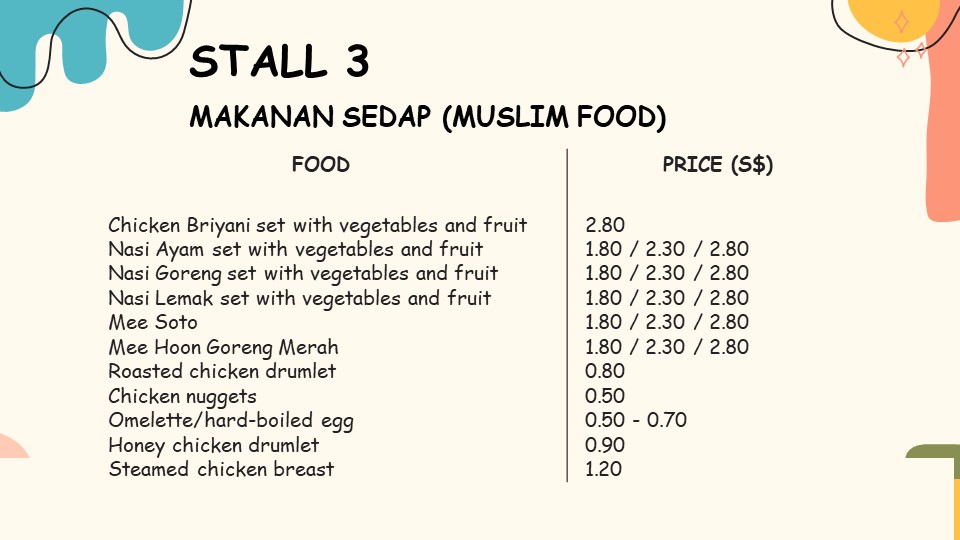 STALL 3
MAKANAN SEDAP (MUSLIM FOOD)
FOOD PRICE (S$)
Chicken Briyani set with vegetables and fruit 2.80
Nasi Ayam set with vegetables and fruit 1.80 / 2.30 / 2.80
Nasi Goreng set with vegetables and fruit 1.80 / 2.30 / 2.80
Nasi Lemak set with vegetables and fruit 1.80 / 2.30 / 2.80
Mee Soto 1.80 / 2.30 / 2.80
Mee Hoon Goreng Merah 1.80 / 2.30 / 2.80
Roasted chicken drumlet 0.80
Chicken nuggets 0.50
Omelette/hard-boiled egg 0.50 - 0.70
Honey chicken drumlet 0.90
Steamed chicken breast 1.20